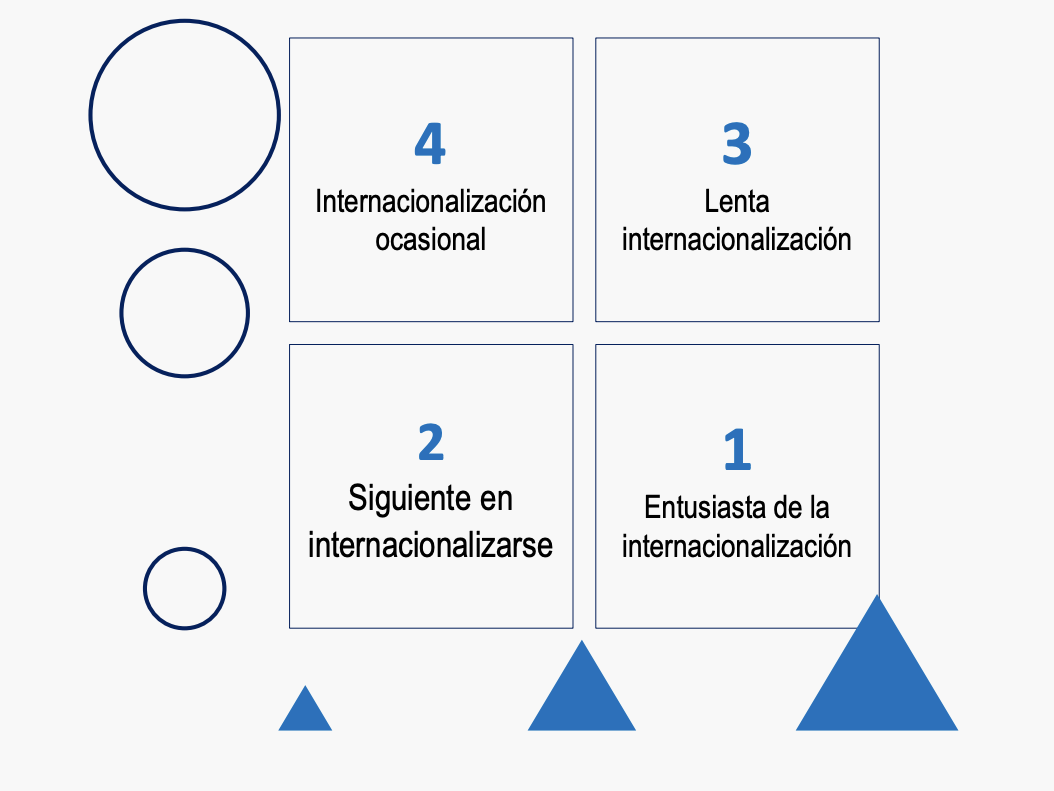 4
Internacionalización
ocasional
3
Lenta
internacionalización
2
Siguiente en
internacionalizarse
1
Entusiasta de la
internacionalización